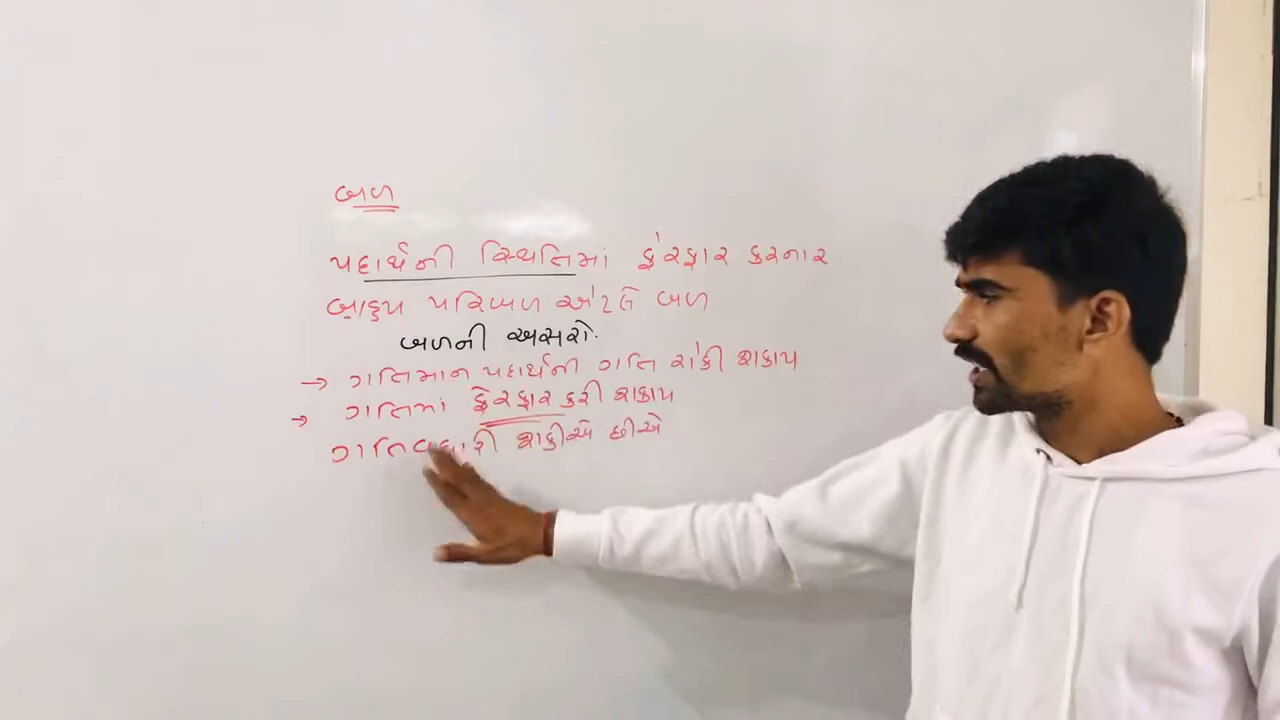 બળ
પદાર્થની સ્થિતિમાં ફેરફાર કરનાર
બાહ્ય પરિબળ એટલે બળ
બળની અસરો.
→ ગતિમાન પદાર્થની ગતિ રોકી શકાય
→ ગતિમાં ફેરફાર કરી શકાય
ગતિ વધારી શકીએ છીએ